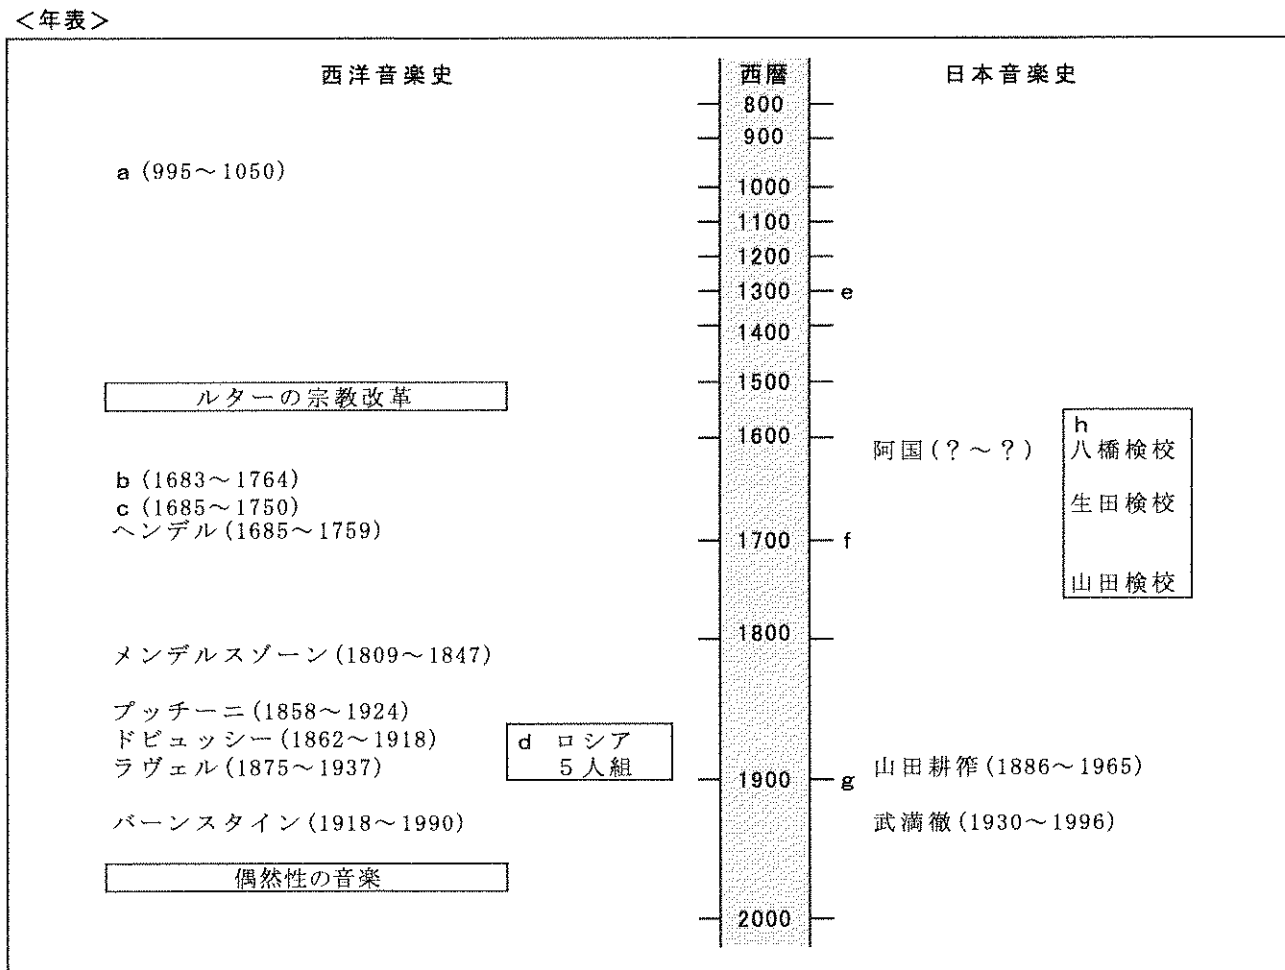 ＜年表＞
西洋音楽史
西暦
日本音楽史
800
900
a (995～1050)
1000
1100
1200
1300 e
1400
1500
ルターの宗教改革
1600
h
阿国(？～？)
八橋検校
b (1683～1764)
生田検校
c (1685～1750)
ヘンデル(1685～1759)
1700 f
山田検校
1800
メンデルスゾーン(1809～1847)
プッチーニ(1858～1924)
ドビュッシー(1862～1918)
d ロシア
5人組
ラヴェル(1875～1937)
1900 g
山田耕筰(1886～1965)
バーンスタイン(1918～1990)
武満徹(1930～1996)
偶然性の音楽
2000